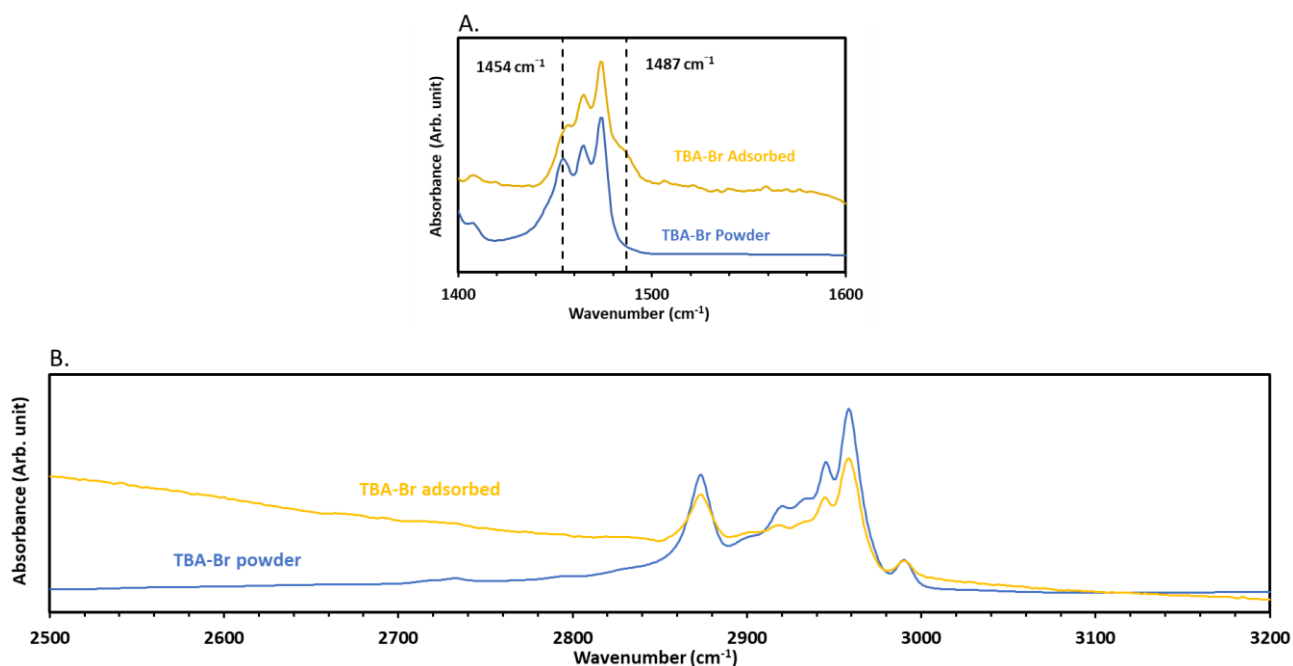 A.
1454 cm⁻¹
1487 cm⁻¹
Absorbance (Arb. unit)
TBA-Br Adsorbed
TBA-Br Powder
1400
1500
1600
Wavenumber (cm⁻¹)
B.
Absorbance (Arb. unit)
TBA-Br adsorbed
TBA-Br powder
2500
2600
2700
2800
2900
3000
3100
3200
Wavenumber (cm⁻¹)